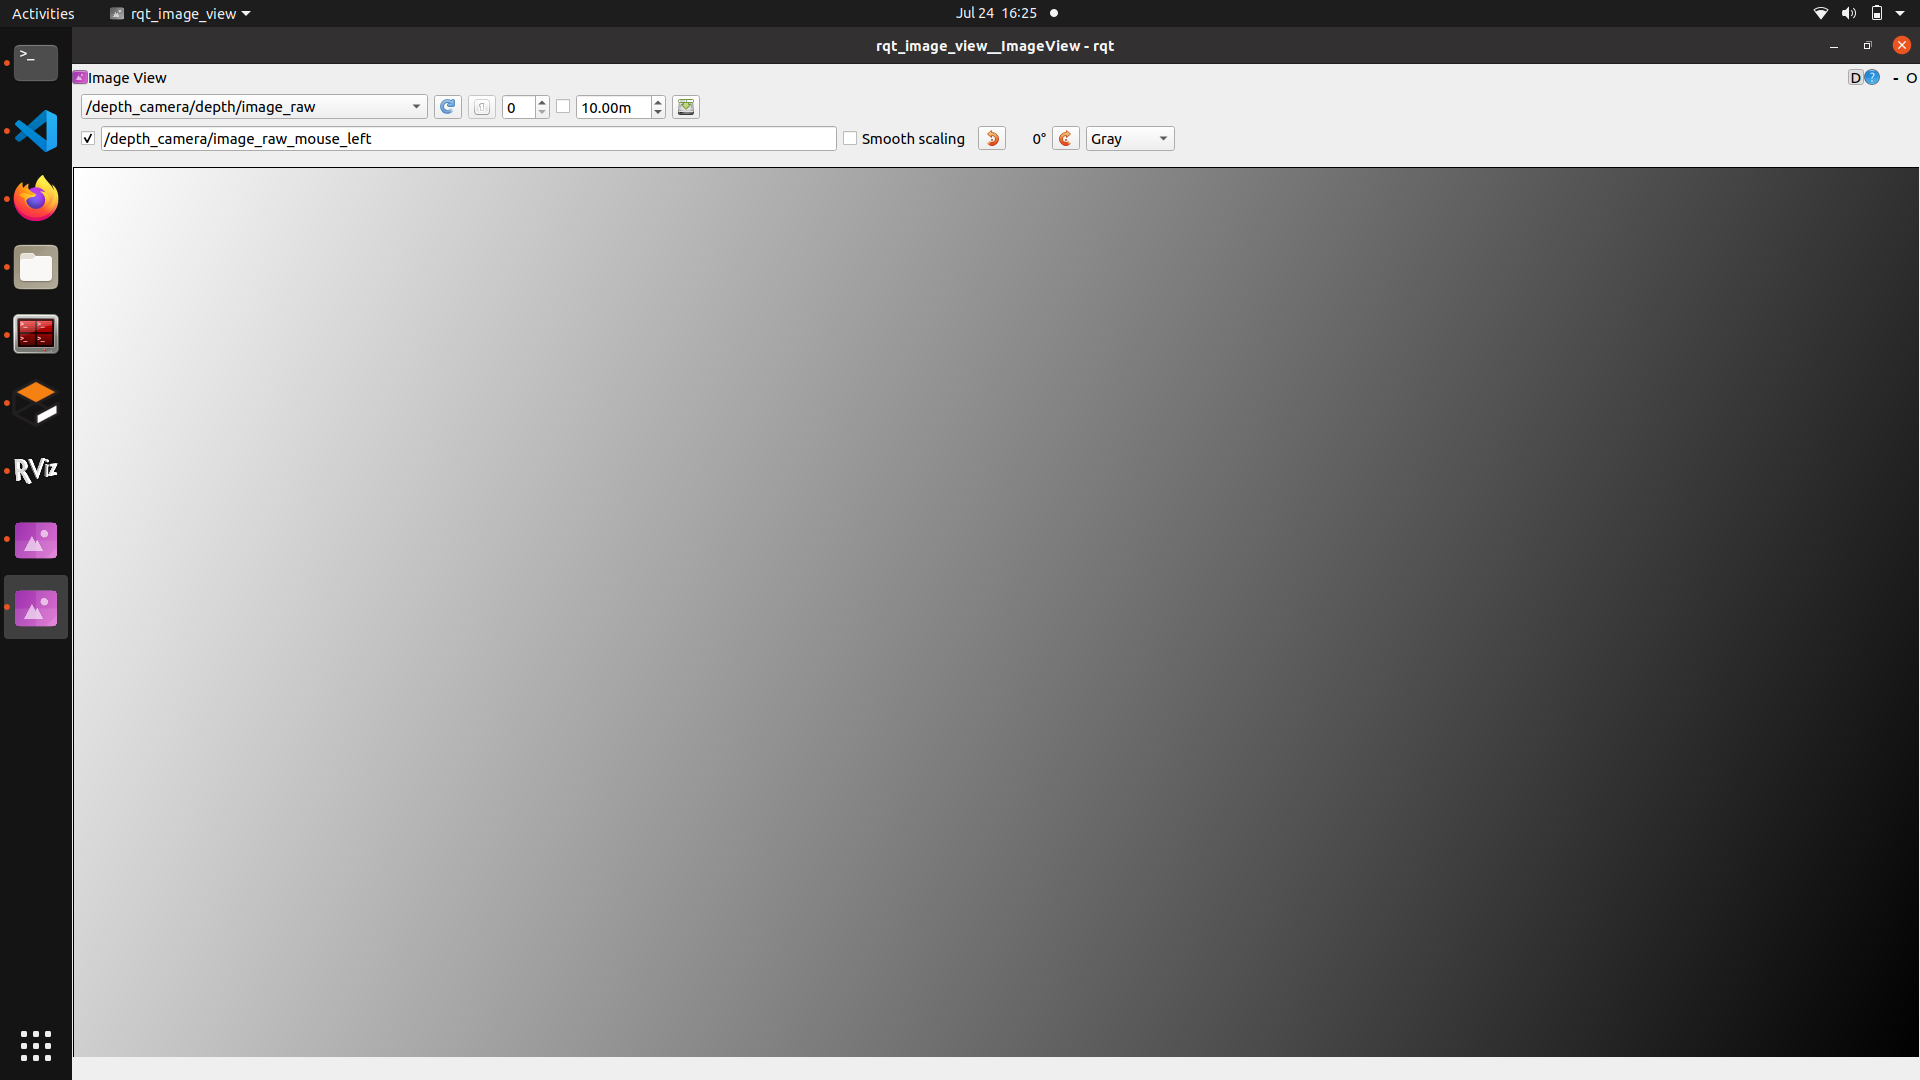 Activities
rqt_image_view
Jul 24 16:25
rqt_image_view__ImageView - rqt
Image View
D ? - O
/depth_camera/depth/image_raw
0
10.00m
/depth_camera/image_raw_mouse_left
Smooth scaling
0°
Gray
>_
RViz